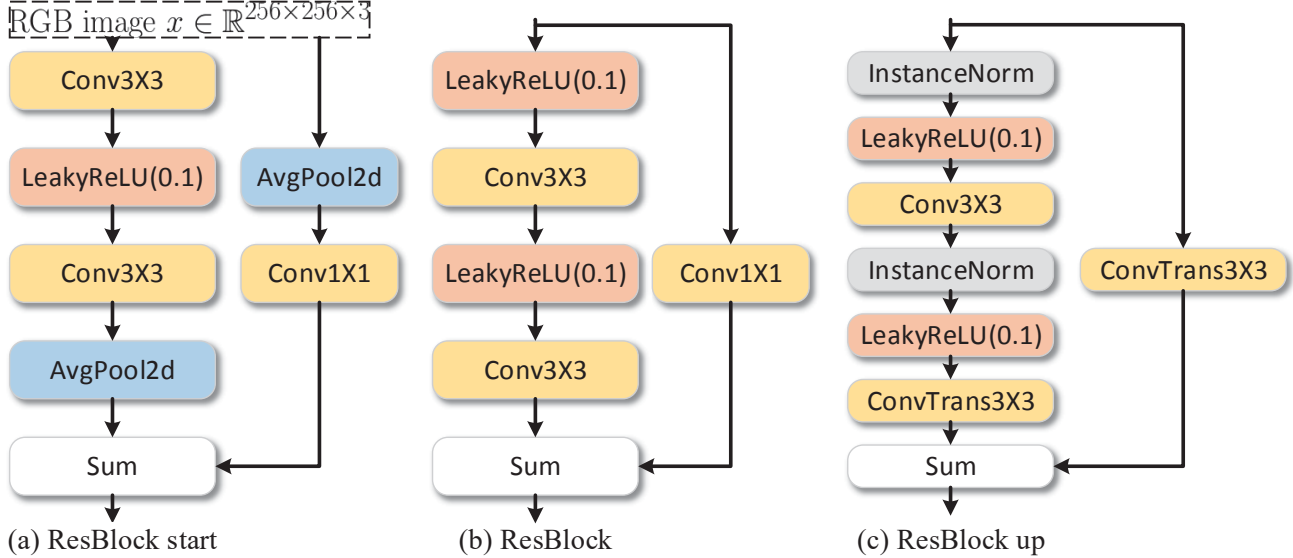 RGB image x ∈ ℝ^{256×256×3}
Conv3X3
LeakyReLU(0.1)
AvgPool2d
Conv3X3
Conv1X1
AvgPool2d
Sum
(a) ResBlock start
LeakyReLU(0.1)
Conv3X3
LeakyReLU(0.1)
Conv1X1
Conv3X3
Sum
(b) ResBlock
InstanceNorm
LeakyReLU(0.1)
Conv3X3
InstanceNorm
ConvTrans3X3
LeakyReLU(0.1)
ConvTrans3X3
Sum
(c) ResBlock up